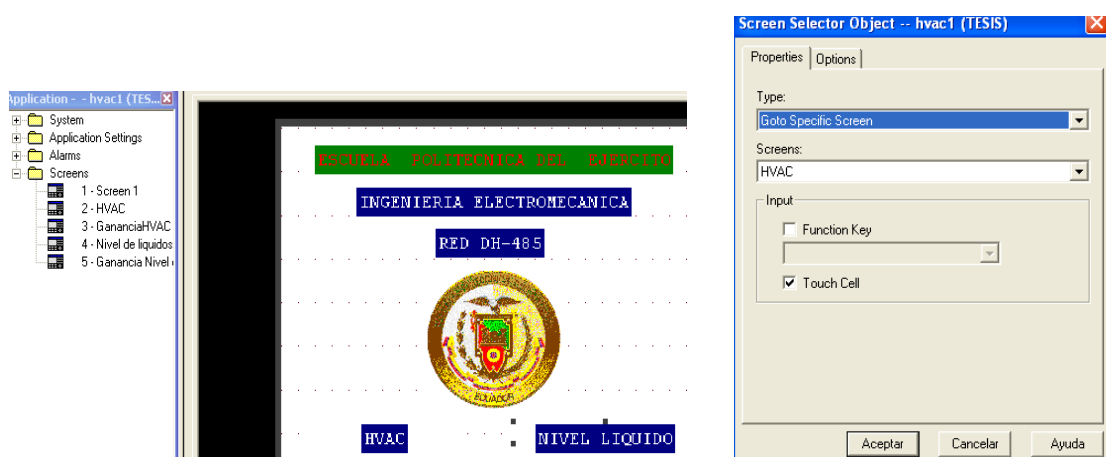 Application - - hvac1 (TES...
System
Application Settings
Alarms
Screens
1 - Screen 1
2 - HVAC
3 - GananciaHVAC
4 - Nivel de liquidos
5 - Ganancia Nivel
ESCUELA POLITECNICA DEL EJERCITO
INGENIERIA ELECTROMECANICA
RED DH-485
ECUADOR
HVAC
NIVEL LIQUIDO
Screen Selector Object -- hvac1 (TESIS)
Properties
Options
Type:
Goto Specific Screen
Screens:
HVAC
Input
Function Key
Touch Cell
Aceptar
Cancelar
Ayuda